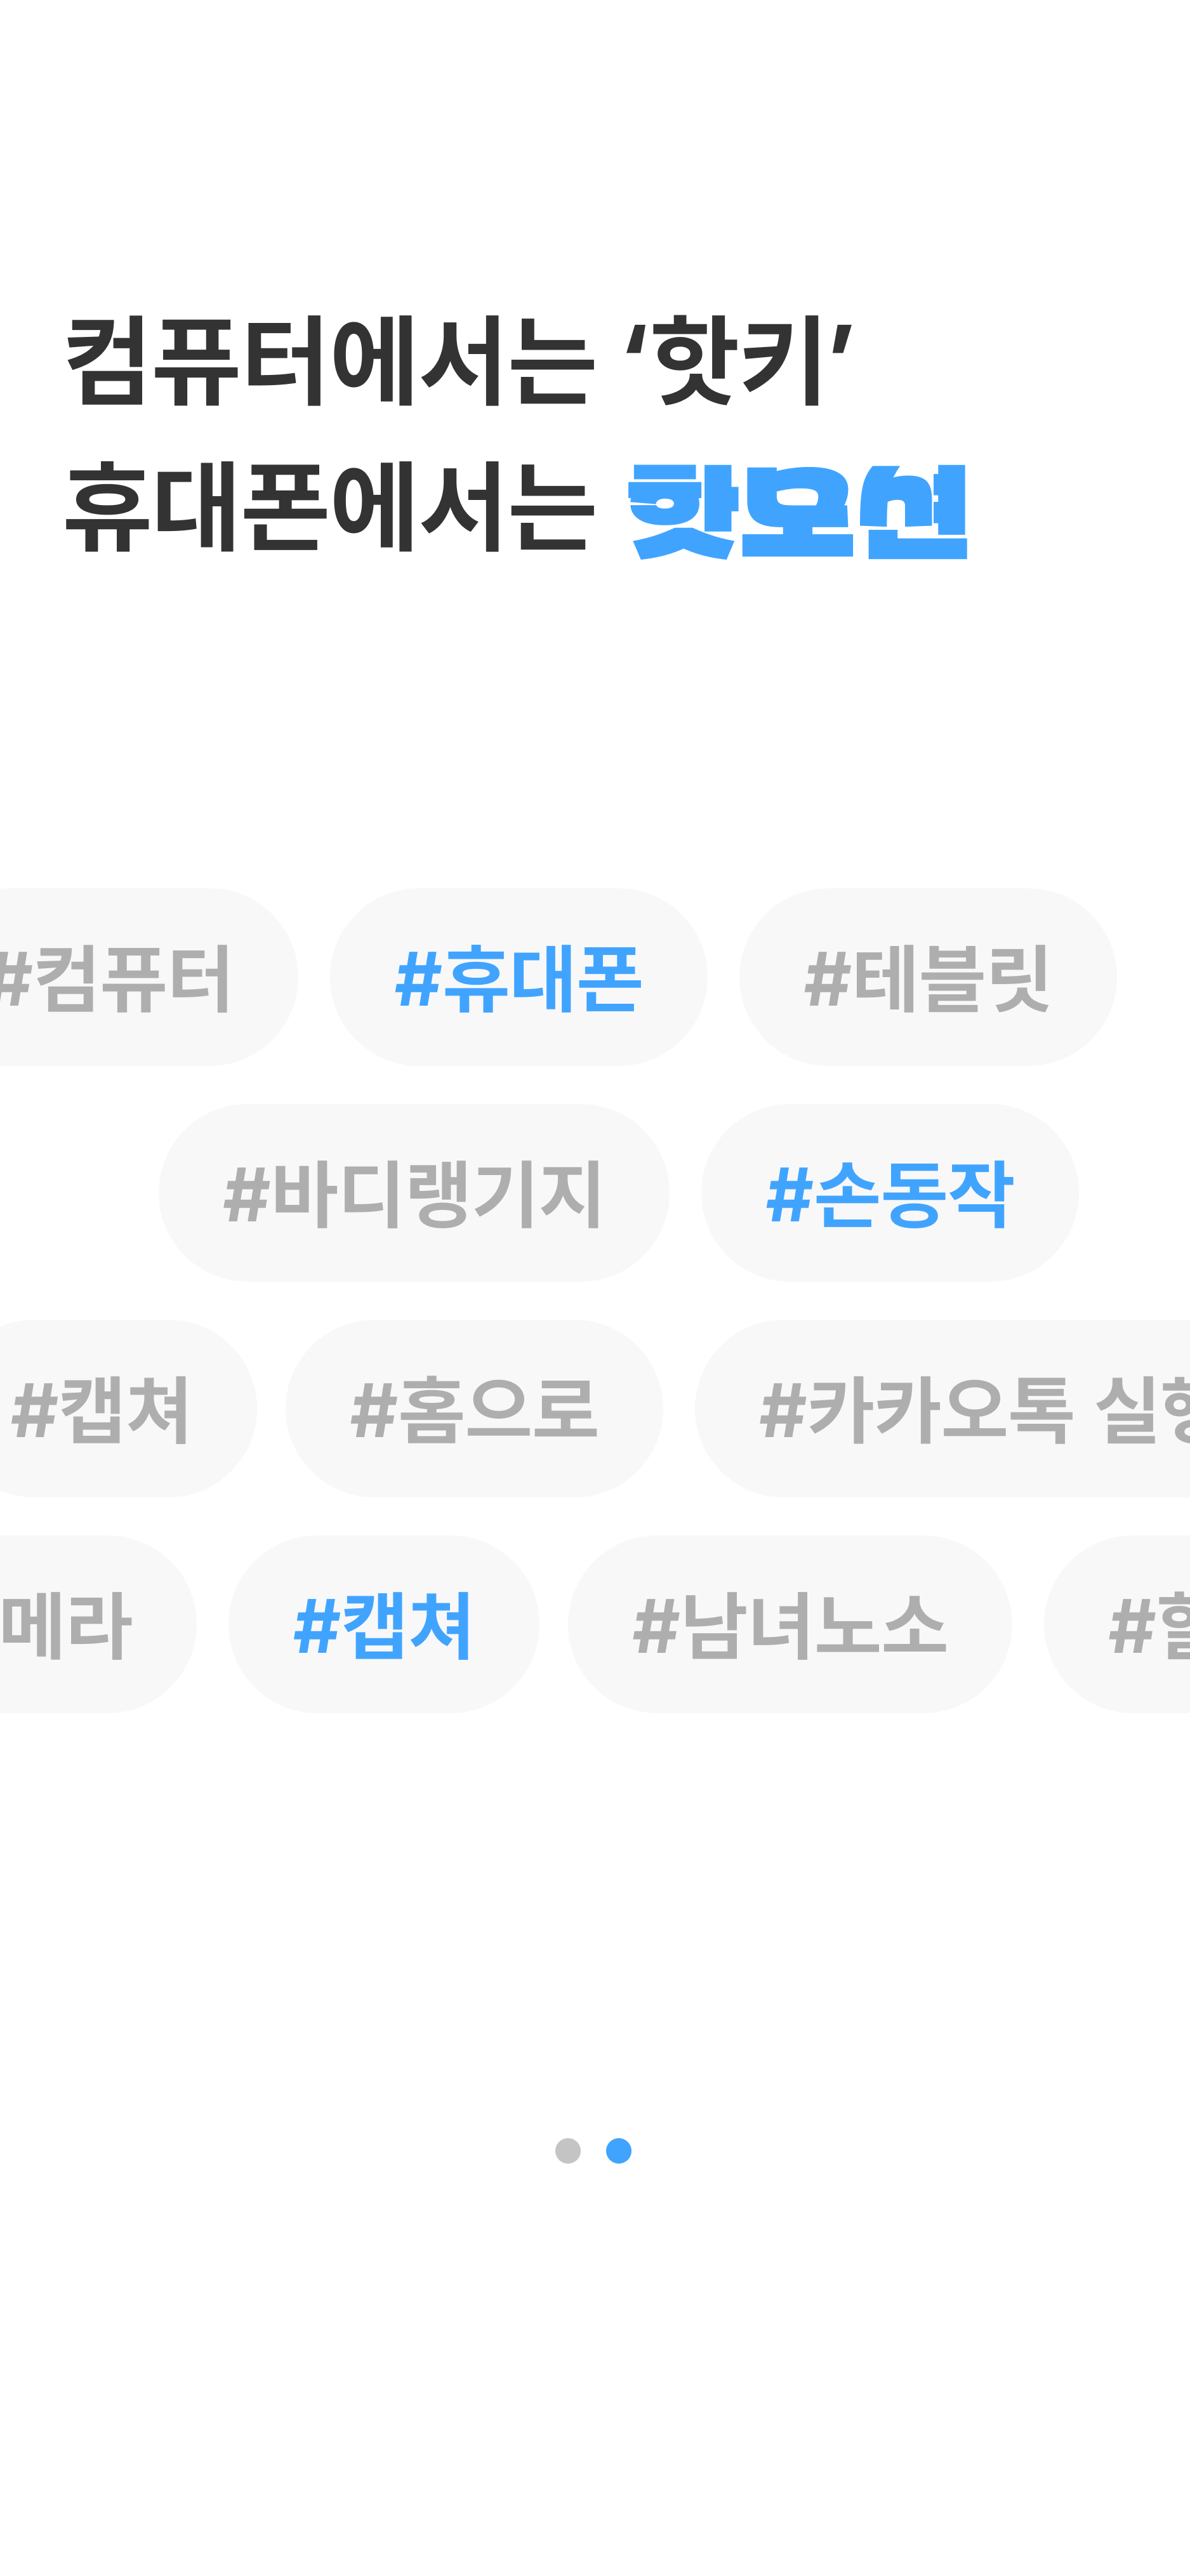 컴퓨터에서는 ‘핫키’
휴대폰에서는 핫모션
#컴퓨터 #휴대폰 #테블릿
#바디랭기지 #손동작
#캡쳐 #홈으로 #카카오톡
메라 #캡쳐 #남녀노소